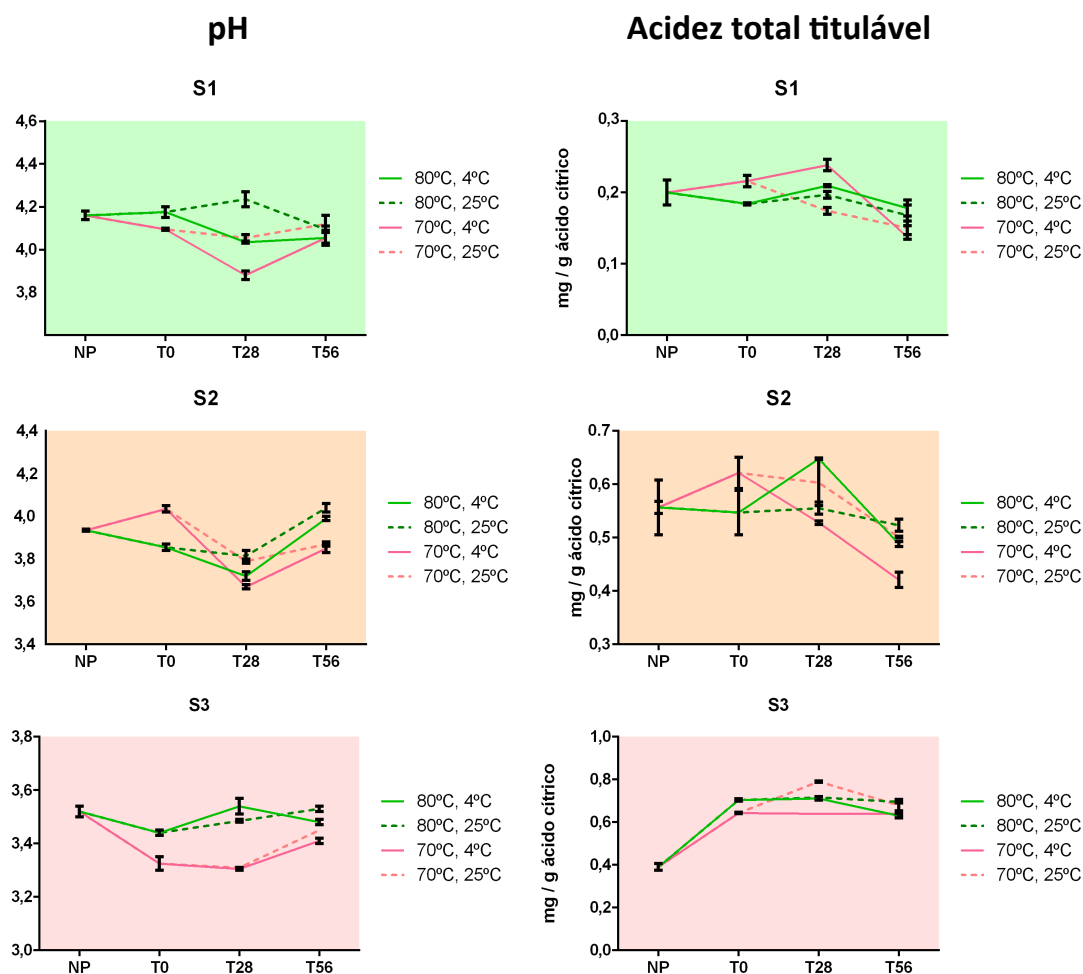 pH
Acidez total titulável
S1
4,6
4,4
4,2
4,0
3,8
NP
T0
T28
T56
80ºC, 4ºC
80ºC, 25ºC
70ºC, 4ºC
70ºC, 25ºC
S1
mg / g ácido cítrico
0,3
0,2
0,1
0,0
NP
T0
T28
T56
80ºC, 4ºC
80ºC, 25ºC
70ºC, 4ºC
70ºC, 25ºC
S2
4,4
4,2
4,0
3,8
3,6
3,4
NP
T0
T28
T56
80ºC, 4ºC
80ºC, 25ºC
70ºC, 4ºC
70ºC, 25ºC
S2
mg / g ácido cítrico
0.7
0,6
0,5
0,4
0,3
NP
T0
T28
T56
80ºC, 4ºC
80ºC, 25ºC
70ºC, 4ºC
70ºC, 25ºC
S3
3,8
3,6
3,4
3,2
3,0
NP
T0
T28
T56
80ºC, 4ºC
80ºC, 25ºC
70ºC, 4ºC
70ºC, 25ºC
S3
mg / g ácido cítrico
1,0
0,8
0,6
0,4
0,2
0,0
NP
T0
T28
T56
80ºC, 4ºC
80ºC, 25ºC
70ºC, 4ºC
70ºC, 25ºC